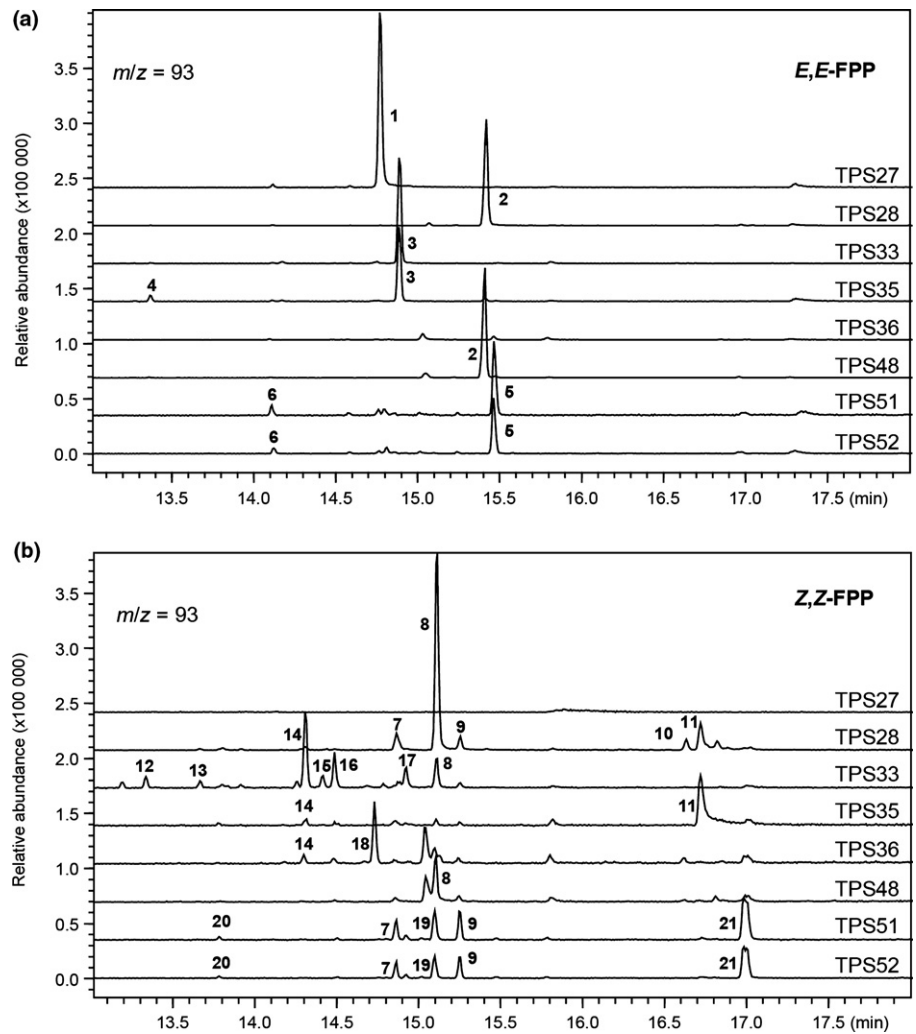 (a)
m/z = 93
E,E-FPP
Relative abundance (x100 000)
3.5
3.0
2.5
2.0
1.5
1.0
0.5
0.0
1
TPS27
2
TPS28
3
TPS33
3
4
TPS35
TPS36
2
TPS48
6
5
TPS51
6
5
TPS52
13.5 14.0 14.5 15.0 15.5 16.0 16.5 17.0 17.5 (min)
(b)
m/z = 93
Z,Z-FPP
Relative abundance (x100 000)
3.5
3.0
2.5
2.0
1.5
1.0
0.5
0.0
8
TPS27
14 7 9 10 11
TPS28
12 13 15 16 17 8
TPS33
14 11
TPS35
14 18
TPS36
8
TPS48
20 7 19 9 21
TPS51
20 7 19 9 21
TPS52
13.5 14.0 14.5 15.0 15.5 16.0 16.5 17.0 17.5 (min)